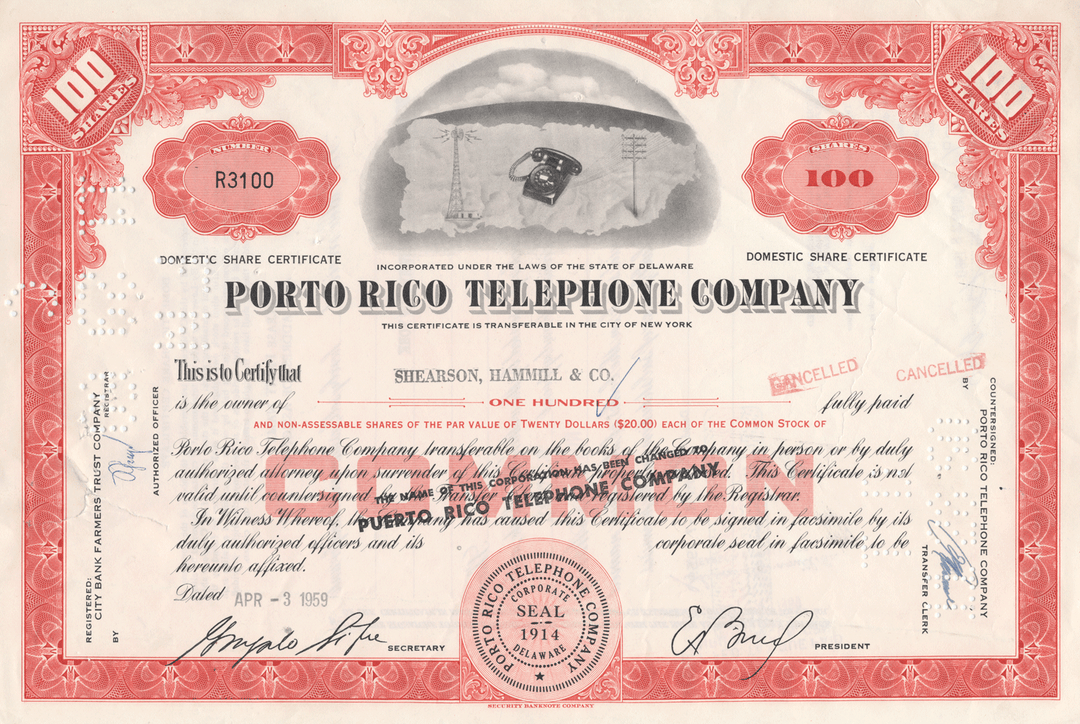 100 SHARES
100 SHARES
NUMBER
R3100
SHARES
100
DOMESTIC SHARE CERTIFICATE
DOMESTIC SHARE CERTIFICATE
INCORPORATED UNDER THE LAWS OF THE STATE OF DELAWARE
PORTO RICO TELEPHONE COMPANY
THIS CERTIFICATE IS TRANSFERABLE IN THE CITY OF NEW YORK
This is to Certify that
SHEARSON, HAMMILL & CO.
CANCELLED
CANCELLED
is the owner of ONE HUNDRED fully paid
AND NON-ASSESSABLE SHARES OF THE PAR VALUE OF TWENTY DOLLARS ($20.00) EACH OF THE COMMON STOCK OF
Porto Rico Telephone Company transferable on the books of the Company in person or by duly
authorized attorney upon surrender of this Certificate properly endorsed. This Certificate is not
valid until countersigned by the Transfer registered by the Registrar.
COMMON
THE NAME OF THIS CORPORATION HAS BEEN CHANGED TO
PUERTO RICO TELEPHONE COMPANY
In Witness Whereof, the Company has caused this Certificate to be signed in facsimile by its
duly authorized officers and its corporate seal in facsimile to be
hereunto affixed.
Dated APR -3 1959
SECRETARY
PRESIDENT
PORTO RICO TELEPHONE COMPANY
CORPORATE
SEAL
1914
DELAWARE
REGISTERED:
CITY BANK FARMERS TRUST COMPANY
REGISTRAR
BY
AUTHORIZED OFFICER
COUNTERSIGNED:
PORTO RICO TELEPHONE COMPANY
BY
TRANSFER CLERK
SECURITY BANKNOTE COMPANY